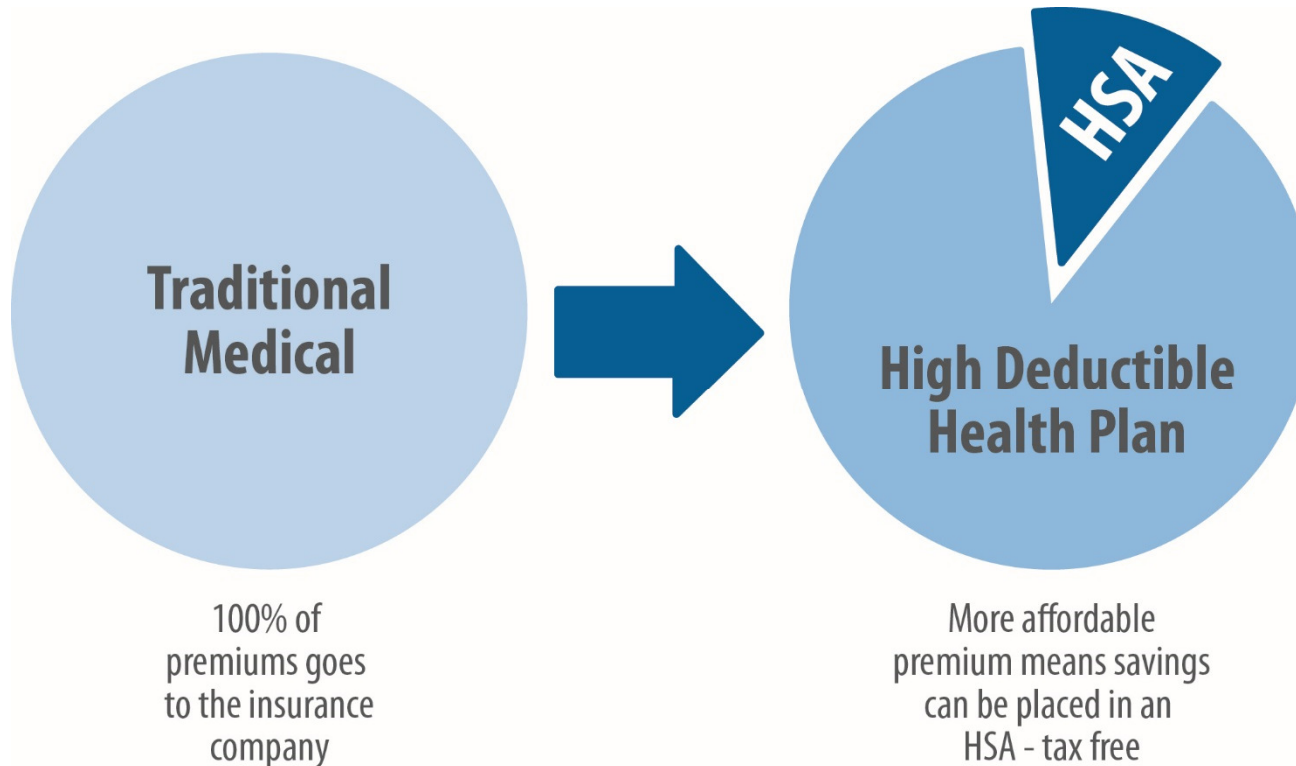 Traditional
Medical
100% of
premiums goes
to the insurance
company
HSA
High Deductible
Health Plan
More affordable
premium means savings
can be placed in an
HSA - tax free